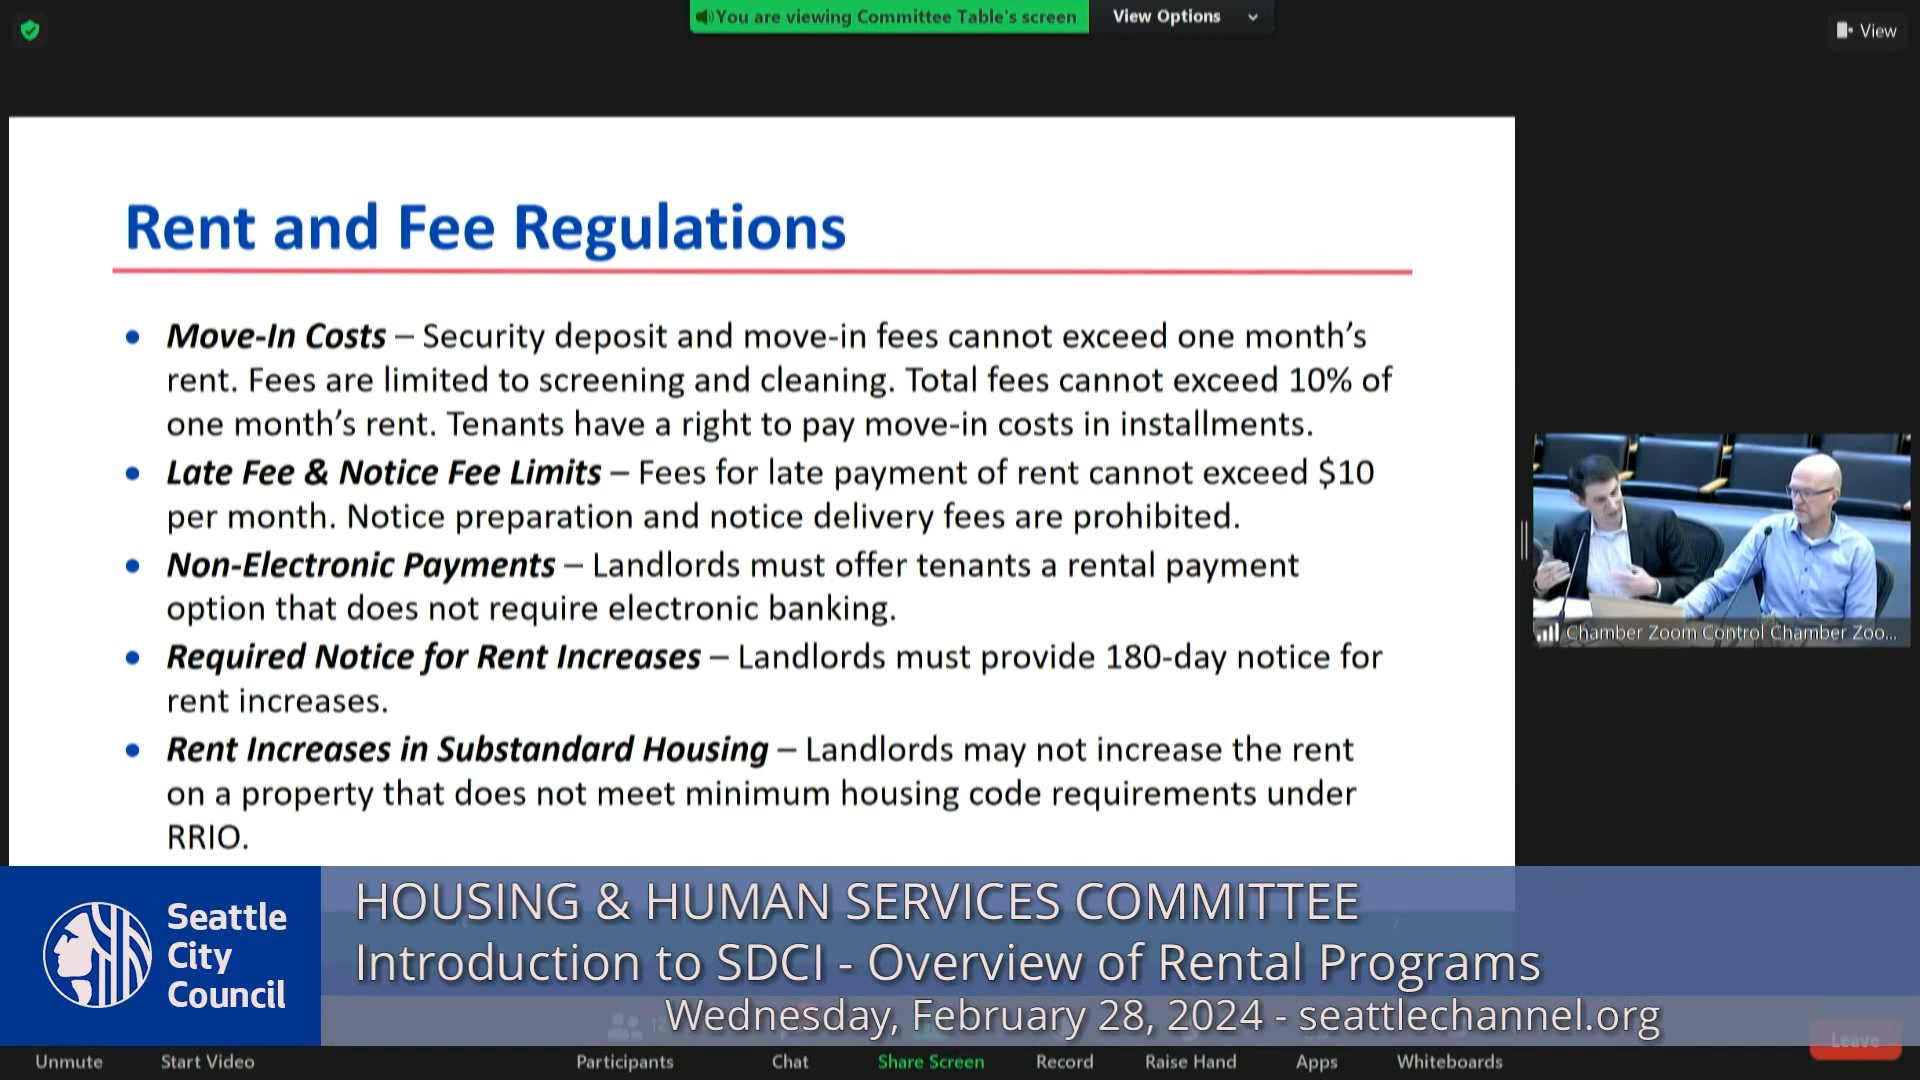 You are viewing Committee Table's screen
View Options
View
Rent and Fee Regulations
• Move-In Costs – Security deposit and move-in fees cannot exceed one month’s
rent. Fees are limited to screening and cleaning. Total fees cannot exceed 10% of
one month’s rent. Tenants have a right to pay move-in costs in installments.
• Late Fee & Notice Fee Limits – Fees for late payment of rent cannot exceed $10
per month. Notice preparation and notice delivery fees are prohibited.
• Non-Electronic Payments – Landlords must offer tenants a rental payment
option that does not require electronic banking.
• Required Notice for Rent Increases – Landlords must provide 180-day notice for
rent increases.
• Rent Increases in Substandard Housing – Landlords may not increase the rent
on a property that does not meet minimum housing code requirements under
RRIO.
Chamber Zoom Control Chamber Zoo...
Seattle
City
Council
HOUSING & HUMAN SERVICES COMMITTEE
Introduction to SDCI - Overview of Rental Programs
Wednesday, February 28, 2024 - seattlechannel.org
Leave
Unmute
Start Video
Participants
Chat
Share Screen
Record
Raise Hand
Apps
Whiteboards